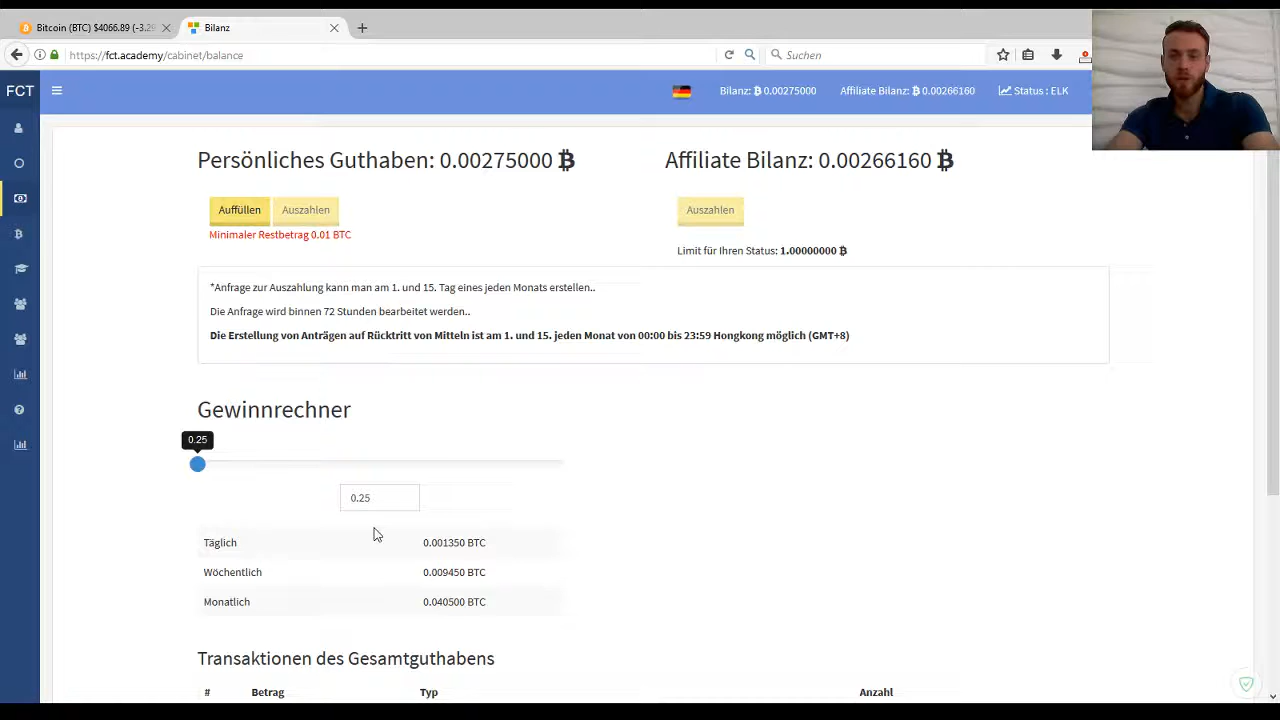 Bitcoin (BTC) $4066.89 (-3.29
Bilanz
https://fct.academy/cabinet/balance
Suchen
FCT
Bilanz: ₿ 0.00275000
Affiliate Bilanz: ₿ 0.00266160
Status : ELK
Persönliches Guthaben: 0.00275000 ₿
Affiliate Bilanz: 0.00266160 ₿
Auffüllen
Auszahlen
Auszahlen
Minimaler Restbetrag 0.01 BTC
Limit für Ihren Status: 1.00000000 ₿
*Anfrage zur Auszahlung kann man am 1. und 15. Tag eines jeden Monats erstellen..
Die Anfrage wird binnen 72 Stunden bearbeitet werden..
Die Erstellung von Anträgen auf Rücktritt von Mitteln ist am 1. und 15. jeden Monat von 00:00 bis 23:59 Hongkong möglich (GMT+8)
Gewinnrechner
0.25
0.25
Täglich 0.001350 BTC
Wöchentlich 0.009450 BTC
Monatlich 0.040500 BTC
Transaktionen des Gesamtguthabens
# Betrag Typ Anzahl